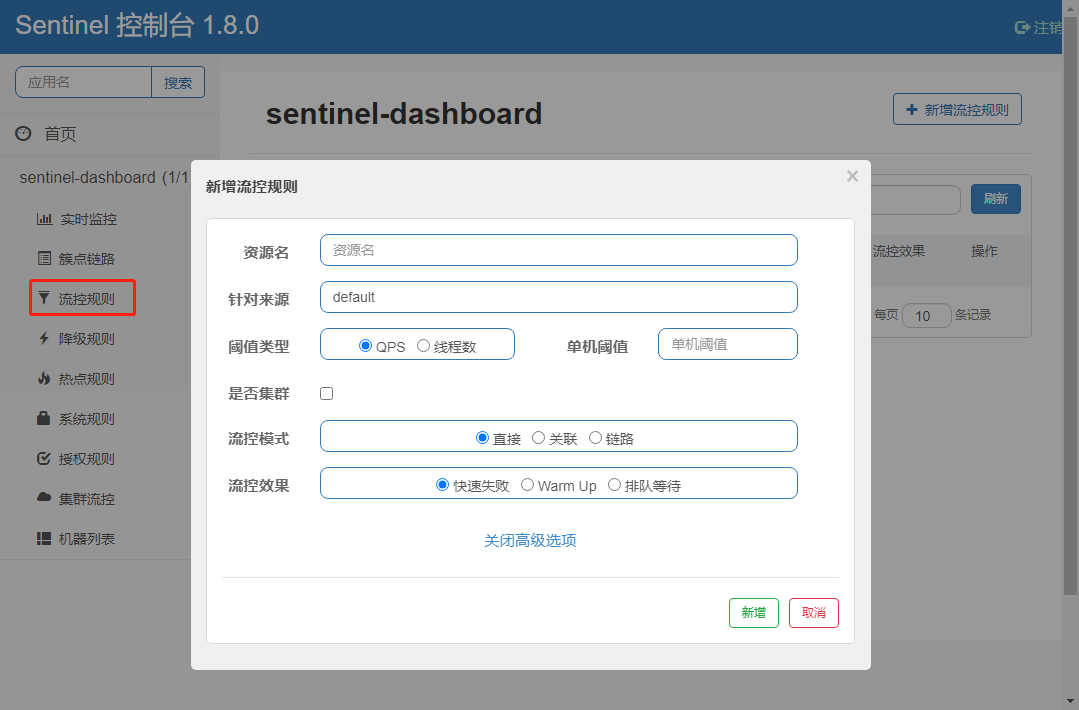 Sentinel 控制台 1.8.0
注销
应用名 搜索
sentinel-dashboard
新增流控规则
首页
sentinel-dashboard (1/1
实时监控
簇点链路
流控规则
降级规则
热点规则
系统规则
授权规则
集群流控
机器列表
刷新
流控效果 操作
每页 10 条记录
新增流控规则
×
资源名 资源名
针对来源 default
阈值类型 QPS 线程数 单机阈值 单机阈值
是否集群
流控模式 直接 关联 链路
流控效果 快速失败 Warm Up 排队等待
关闭高级选项
新增 取消